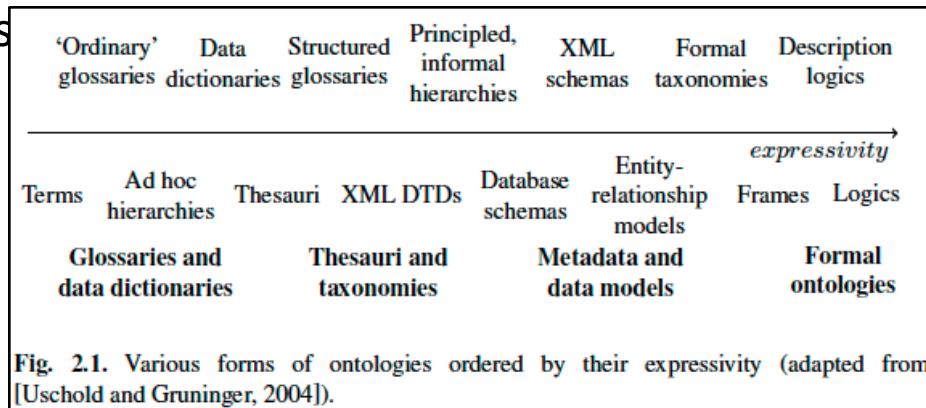 s
'Ordinary' glossaries
Data dictionaries
Structured glossaries
Principled, informal hierarchies
XML schemas
Formal taxonomies
Description logics
expressivity
Terms
Ad hoc hierarchies
Thesauri
XML DTDs
Database schemas
Entity-relationship models
Frames
Logics
Glossaries and data dictionaries
Thesauri and taxonomies
Metadata and data models
Formal ontologies
Fig. 2.1. Various forms of ontologies ordered by their expressivity (adapted from
[Uschold and Gruninger, 2004]).